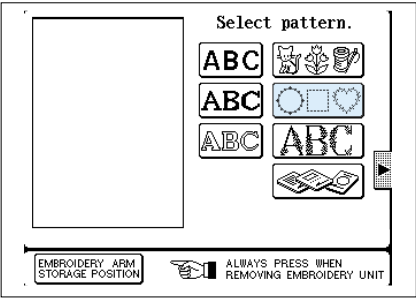 Select pattern.
ABC
ABC
ABC
ABC
EMBROIDERY ARM
STORAGE POSITION
ALWAYS PRESS WHEN
REMOVING EMBROIDERY UNIT